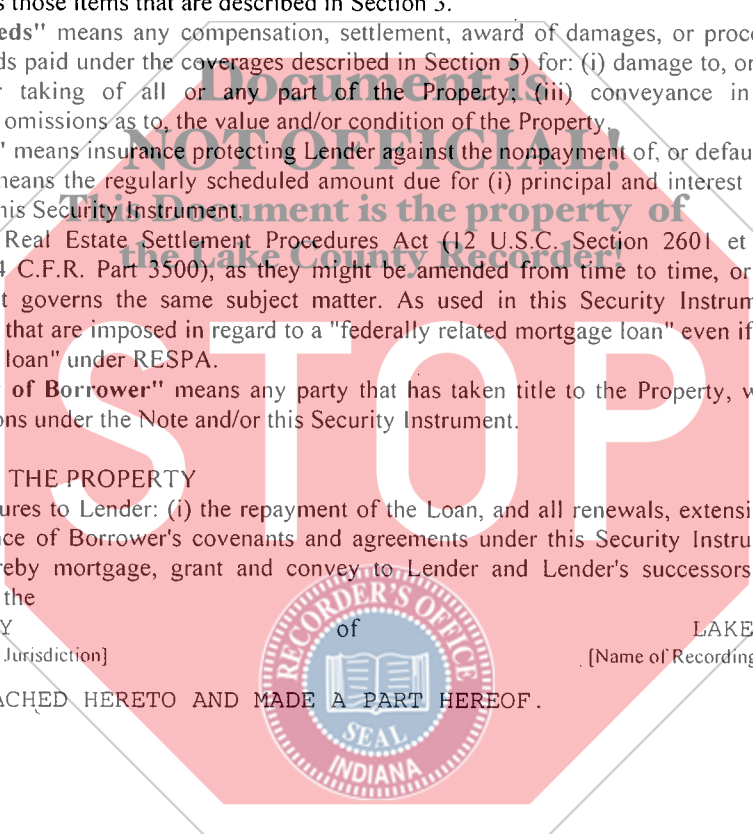 s those items that are described in Section 3.
eds" means any compensation, settlement, award of damages, or proce
ds paid under the coverages described in Section 5) for: (i) damage to, or
r taking of all or any part of the Property; (iii) conveyance in
omissions as to, the value and/or condition of the Property.
" means insurance protecting Lender against the nonpayment of, or defau
means the regularly scheduled amount due for (i) principal and interest
his Security Instrument.
Real Estate Settlement Procedures Act (12 U.S.C. Section 2601 et
4 C.F.R. Part 3500), as they might be amended from time to time, or
t governs the same subject matter. As used in this Security Instrum
that are imposed in regard to a "federally related mortgage loan" even if
loan" under RESPA.
of Borrower" means any party that has taken title to the Property, w
ons under the Note and/or this Security Instrument.
THE PROPERTY
ures to Lender: (i) the repayment of the Loan, and all renewals, extensi
ce of Borrower's covenants and agreements under this Security Instru
reby mortgage, grant and convey to Lender and Lender's successors
the
Y of LAKE
Jurisdiction] [Name of Recording
ACHED HERETO AND MADE A PART HEREOF.
Document is
NOT OFFICIAL!
This Document is the property of
the Lake County Recorder!
STOP
RECORDER'S OFFICE
SEAL
INDIANA